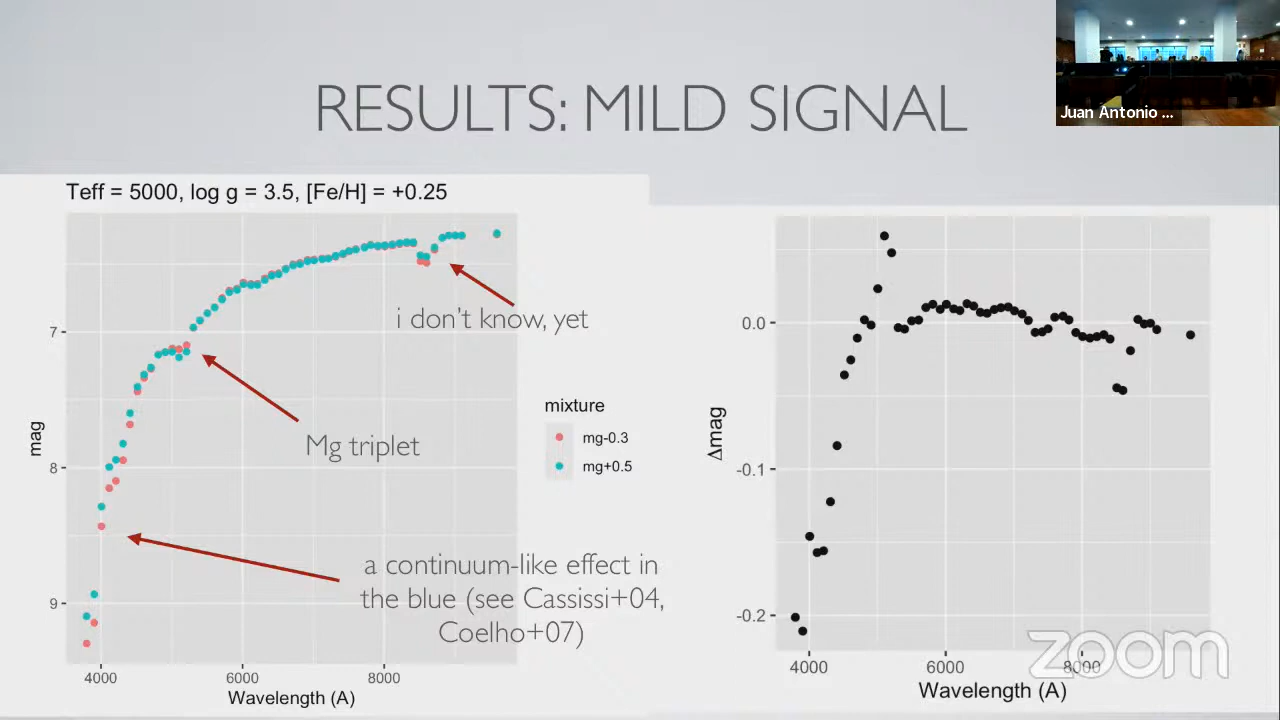 Juan Antonio ...
RESULTS: MILD SIGNAL
Teff = 5000, log g = 3.5, [Fe/H] = +0.25
mag
7
8
9
4000
6000
8000
Wavelength (A)
i don't know, yet
Mg triplet
a continuum-like effect in
the blue (see Cassissi+04,
Coelho+07)
mixture
mg-0.3
mg+0.5
Δmag
0.0
-0.1
-0.2
4000
6000
8000
Wavelength (A)
zoom